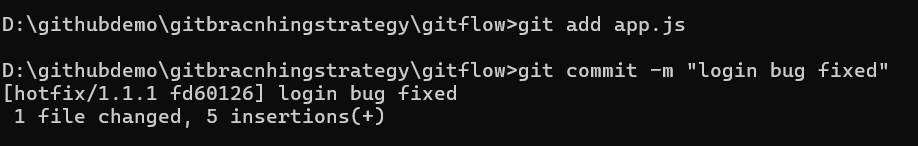 D:\githubdemo\gitbracnhingstrategy\gitflow>git add app.js
D:\githubdemo\gitbracnhingstrategy\gitflow>git commit -m "login bug fixed"
[hotfix/1.1.1 fd60126] login bug fixed
1 file changed, 5 insertions(+)